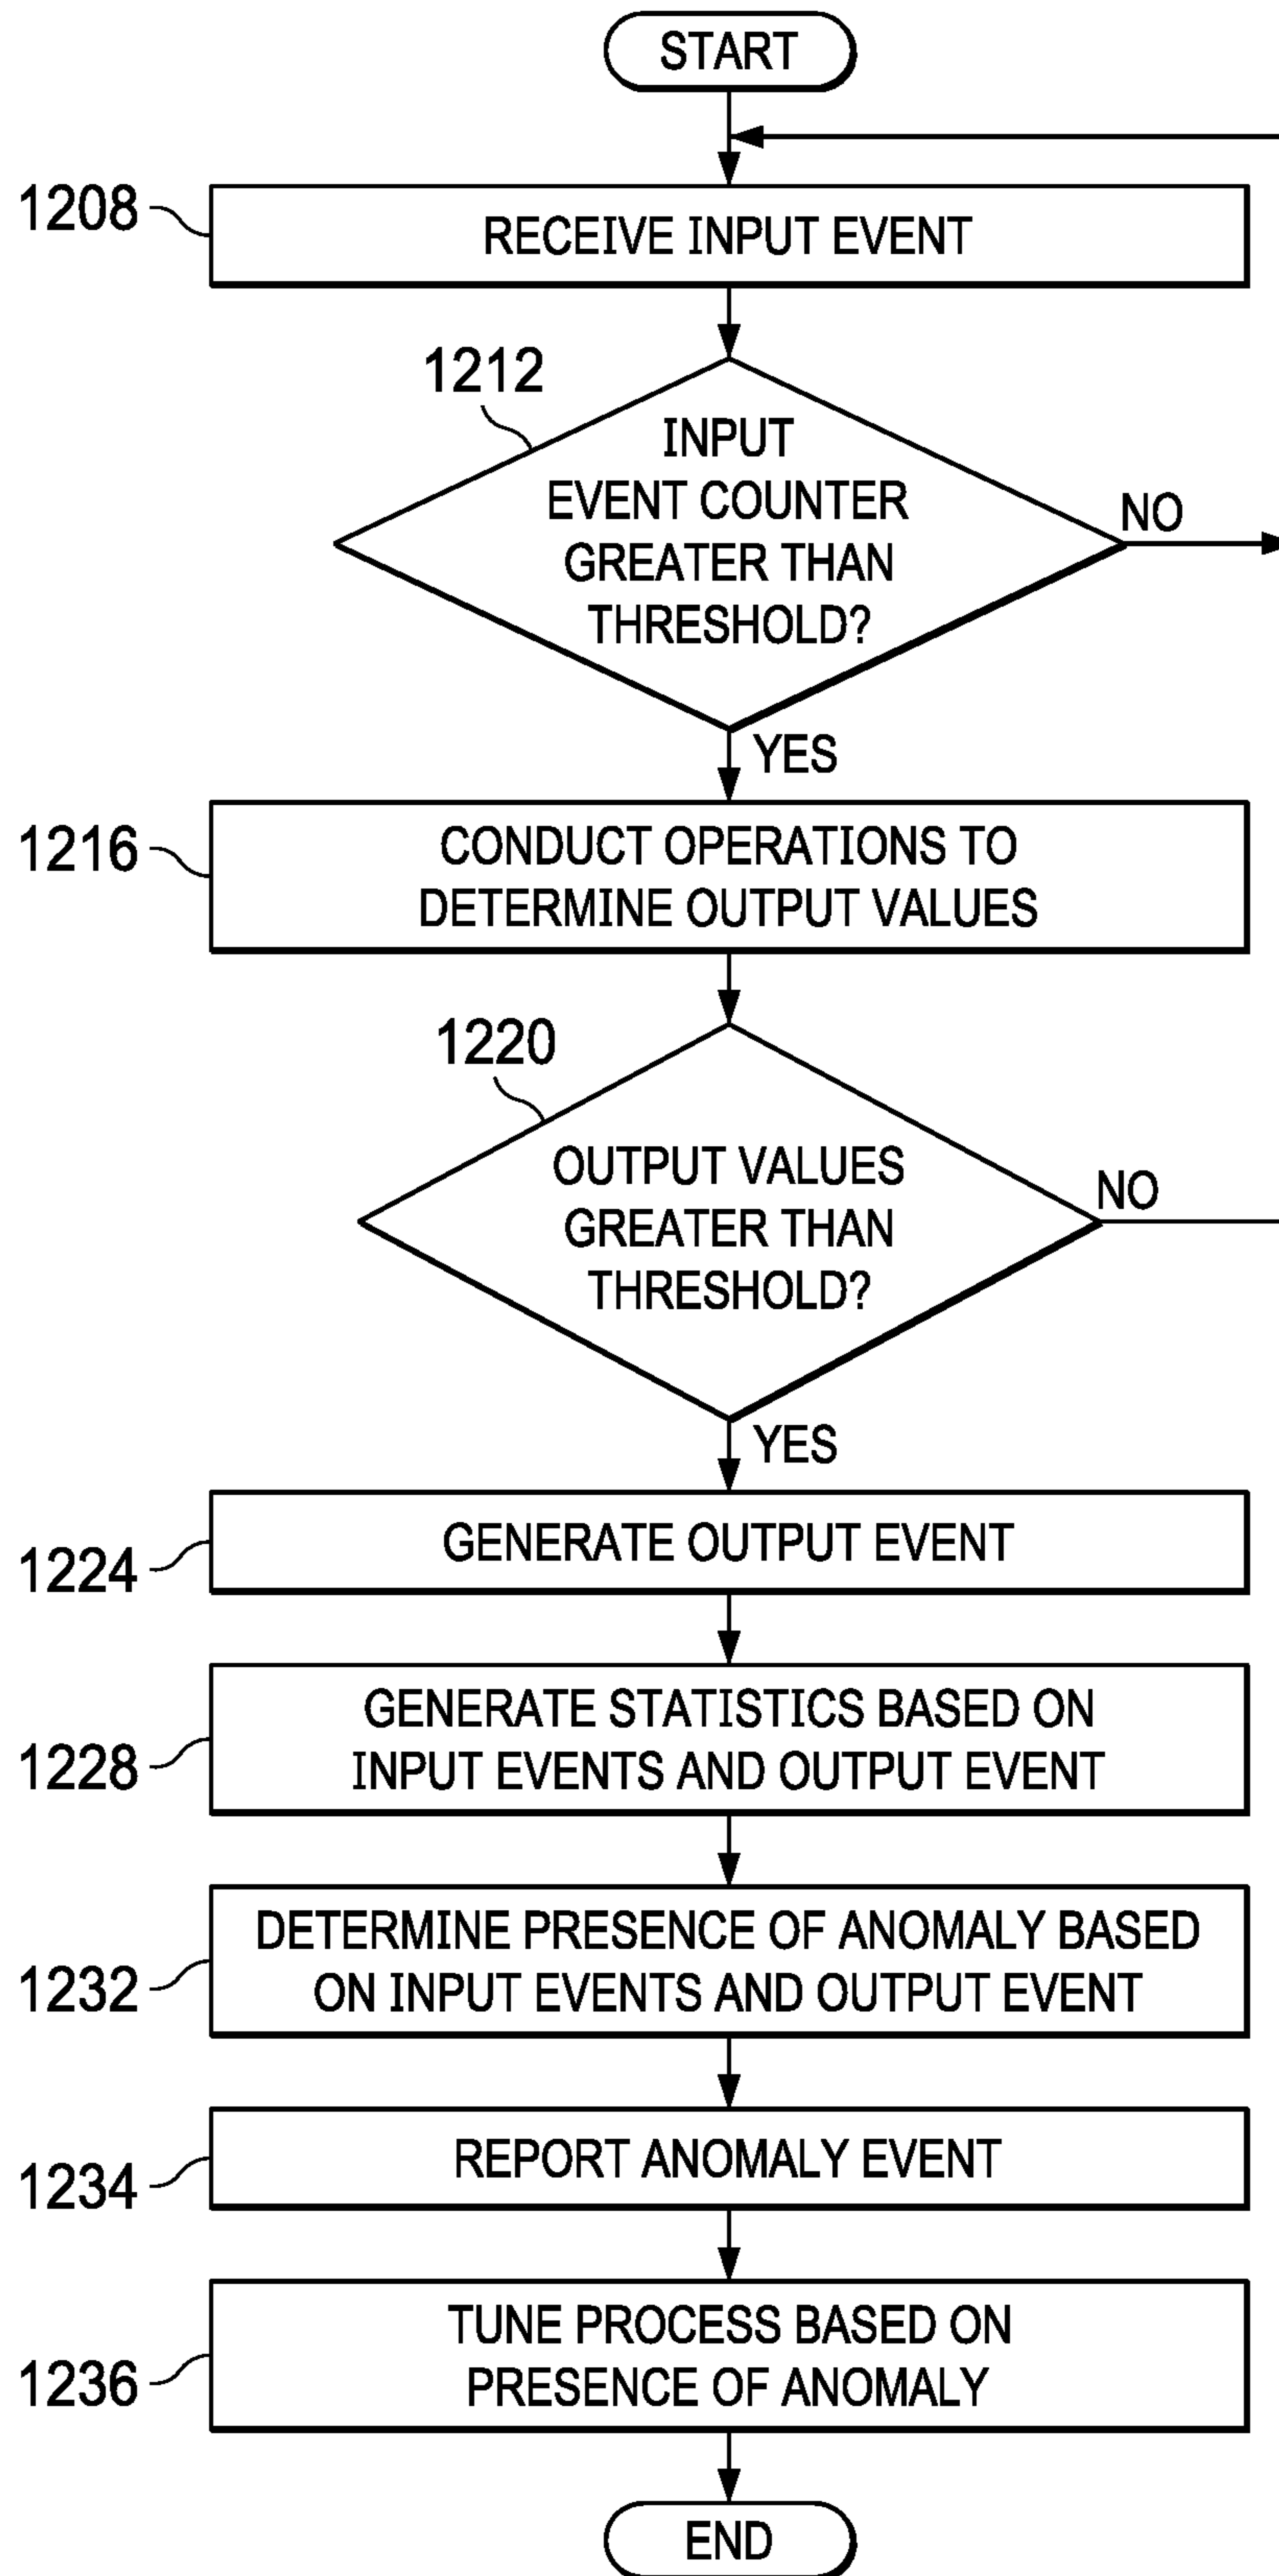 START
1208
RECEIVE INPUT EVENT
1212
INPUT
EVENT COUNTER
GREATER THAN
THRESHOLD?
NO
YES
1216
CONDUCT OPERATIONS TO
DETERMINE OUTPUT VALUES
1220
OUTPUT VALUES
GREATER THAN
THRESHOLD?
NO
YES
1224
GENERATE OUTPUT EVENT
1228
GENERATE STATISTICS BASED ON
INPUT EVENTS AND OUTPUT EVENT
1232
DETERMINE PRESENCE OF ANOMALY BASED
ON INPUT EVENTS AND OUTPUT EVENT
1234
REPORT ANOMALY EVENT
1236
TUNE PROCESS BASED ON
PRESENCE OF ANOMALY
END